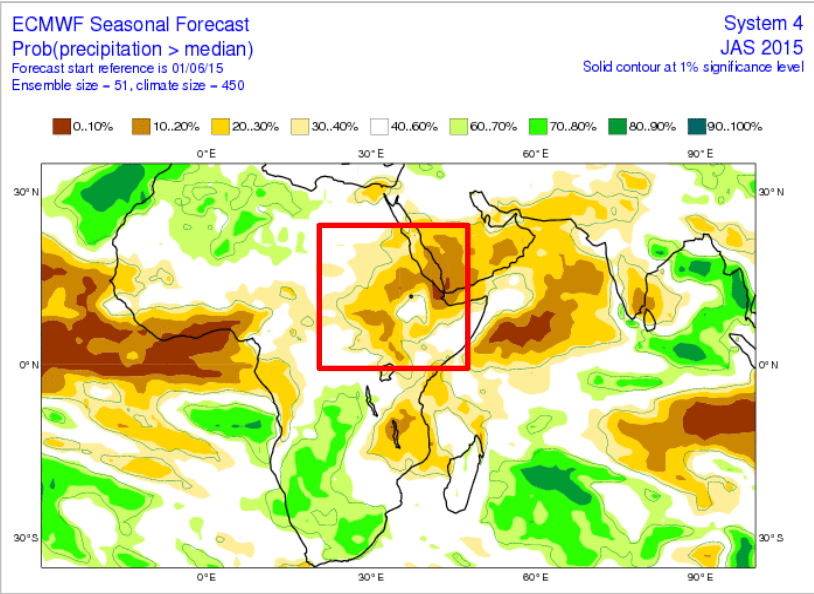 ECMWF Seasonal Forecast
System 4
Prob(precipitation > median)
JAS 2015
Forecast start reference is 01/06/15
Solid contour at 1% significance level
Ensemble size = 51, climate size = 450
0..10% 10..20% 20..30% 30..40% 40..60% 60..70% 70..80% 80..90% 90..100%
0°E 30°E 60°E 90°E
30°N 30°N
0°N 0°N
30°S 30°S
0°E 30°E 60°E 90°E